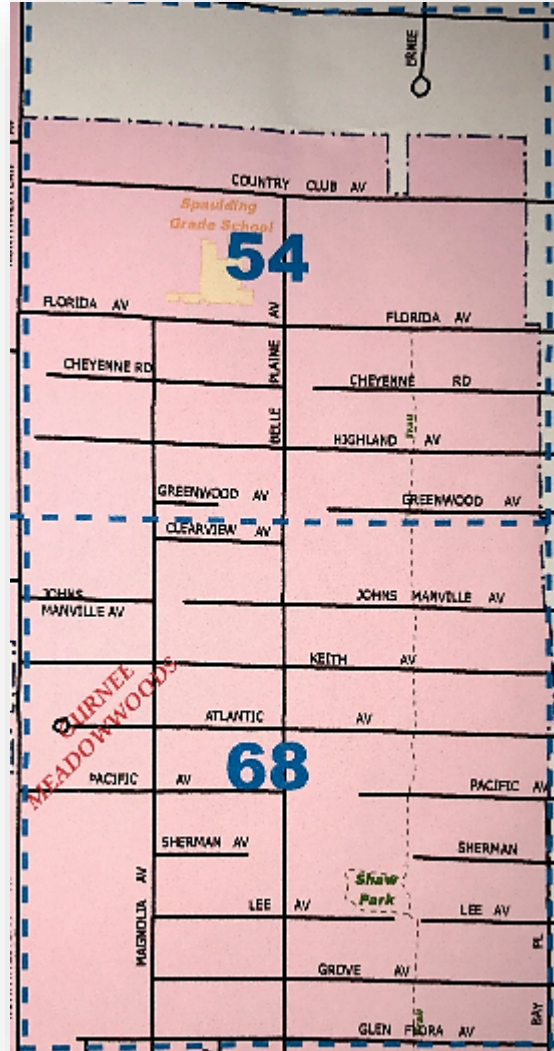 ERNIE
COUNTRY CLUB AV
Spaulding
Grade School
54
FLORIDA AV
FLORIDA AV
CHEYENNE RD
CHEYENNE RD
BELLE PLAINE AV
Trail
HIGHLAND AV
GREENWOOD AV
GREENWOOD AV
CLEARVIEW AV
JOHNS
MANVILLE AV
JOHNS MANVILLE AV
KEITH AV
GURNEE
MEADOWWOODS
ATLANTIC AV
68
PACIFIC AV
PACIFIC AV
SHERMAN AV
SHERMAN
Shaw
Park
MAGNOLIA AV
LEE AV
LEE AV
GROVE AV
BAY PL
Trail
GLEN FLORA AV